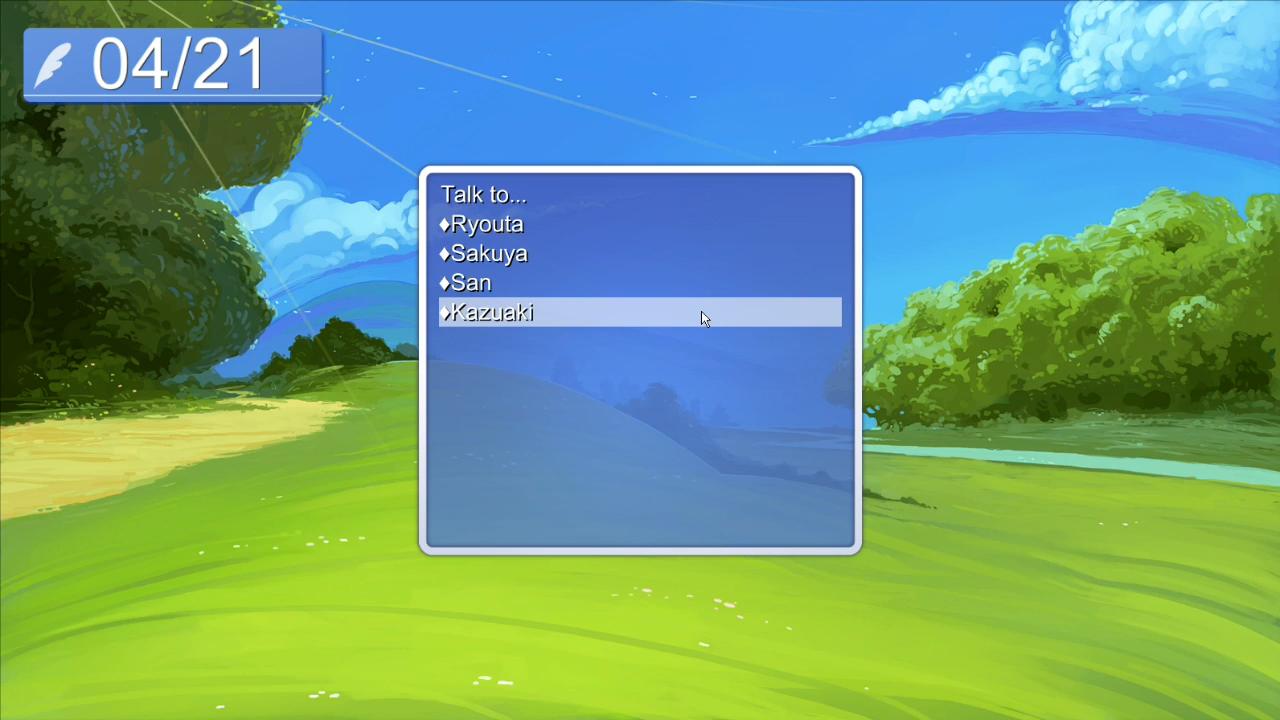 04/21
Talk to...
♦Ryouta
♦Sakuya
♦San
♦Kazuaki